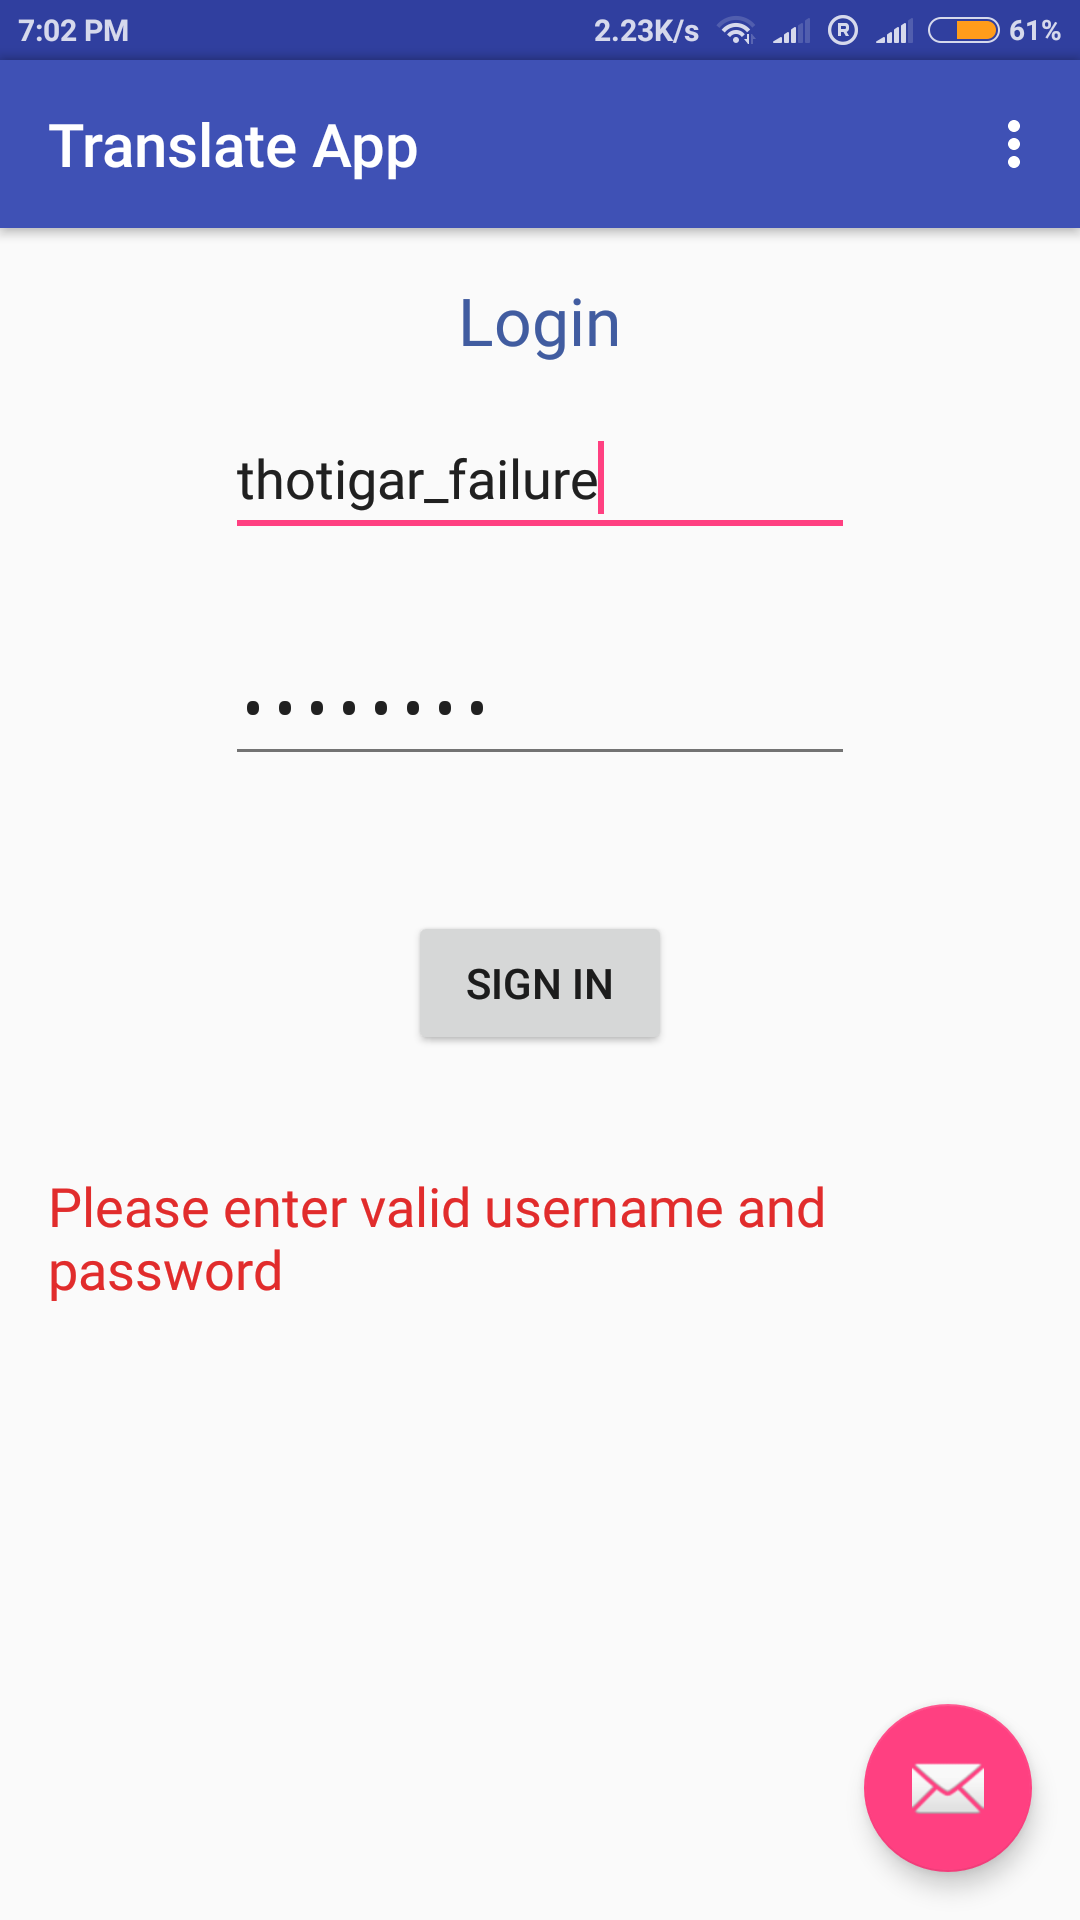 7:02 PM 2.23K/s R 61%
Translate App
Login
thotigar_failure
••••••••
SIGN IN
Please enter valid username and
password